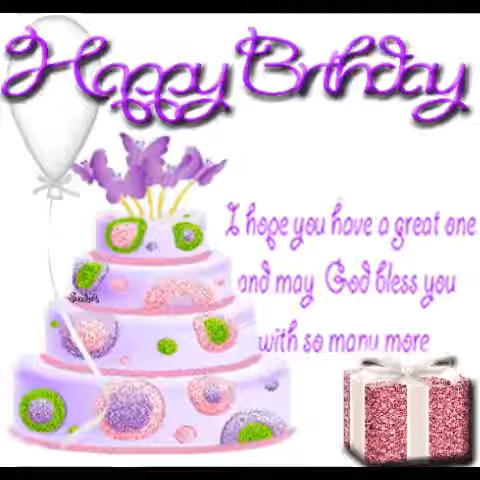 Happy Birthday
I hope you have a great one
and may God bless you
with so many more